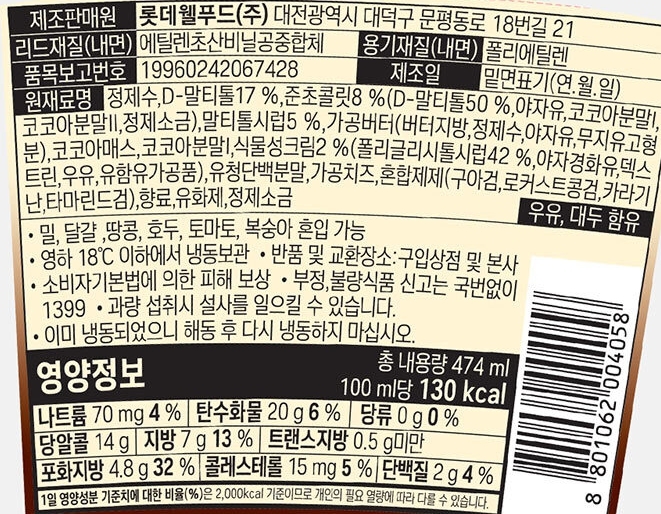 제조판매원 롯데웰푸드(주) 대전광역시 대덕구 문평동로 18번길 21
리드재질(내면) 에틸렌초산비닐공중합체 용기재질(내면) 폴리에틸렌
품목보고번호 19960242067428 제조일 밑면표기(연.월.일)
원재료명 정제수,D-말티톨17 %,준초콜릿8 %(D-말티톨50 %,야자유,코코아분말I,
코코아분말II,정제소금),말티톨시럽5 %,가공버터(버터지방,정제수,야자유,무지유고형
분),코코아매스,코코아분말I,식물성크림2 %(폴리글리시톨시럽42 %,야자경화유,덱스
트린,우유,유함유가공품),유청단백분말,가공치즈,혼합제제(구아검,로커스트콩검,카라기
난,타마린드검),향료,유화제,정제소금
우유, 대두 함유
• 밀, 달걀 ,땅콩, 호두, 토마토, 복숭아 혼입 가능
• 영하 18℃ 이하에서 냉동보관 • 반품 및 교환장소:구입상점 및 본사
• 소비자기본법에 의한 피해 보상 • 부정,불량식품 신고는 국번없이
1399 • 과량 섭취시 설사를 일으킬 수 있습니다.
• 이미 냉동되었으니 해동 후 다시 냉동하지 마십시오.
영양정보 총 내용량 474 ml
100 ml당 130 kcal
나트륨 70 mg 4 % 탄수화물 20 g 6 % 당류 0 g 0 %
당알콜 14 g 지방 7 g 13 % 트랜스지방 0.5 g미만
포화지방 4.8 g 32 % 콜레스테롤 15 mg 5 % 단백질 2 g 4 %
1일 영양성분 기준치에 대한 비율(%)은 2,000kcal 기준이므로 개인의 필요 열량에 따라 다를 수 있습니다.
8 801062 004058